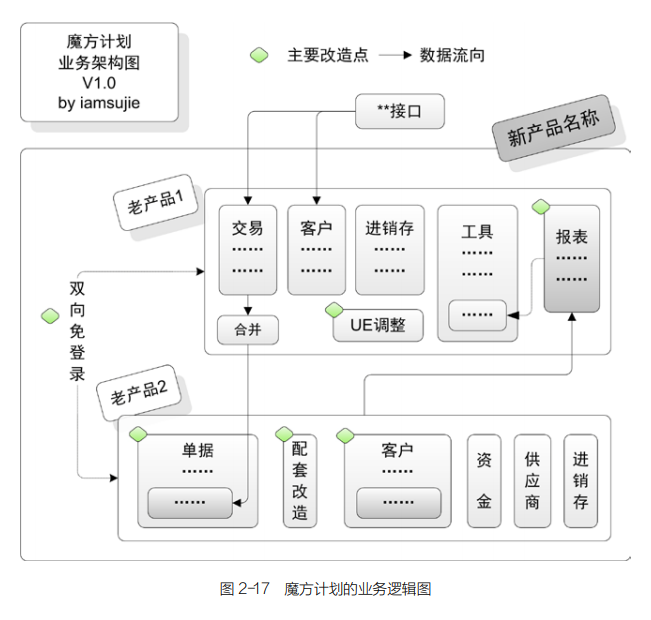 魔方计划
业务架构图
V1.0
by iamsujie
主要改造点
数据流向
**接口
新产品名称
老产品1
交易
……
……
客户
……
……
进销存
……
……
工具
……
……
……
报表
……
……
合并
UE调整
双向免登录
老产品2
单据
……
……
配套改造
客户
……
……
资金
供应商
进销存
图 2-17 魔方计划的业务逻辑图